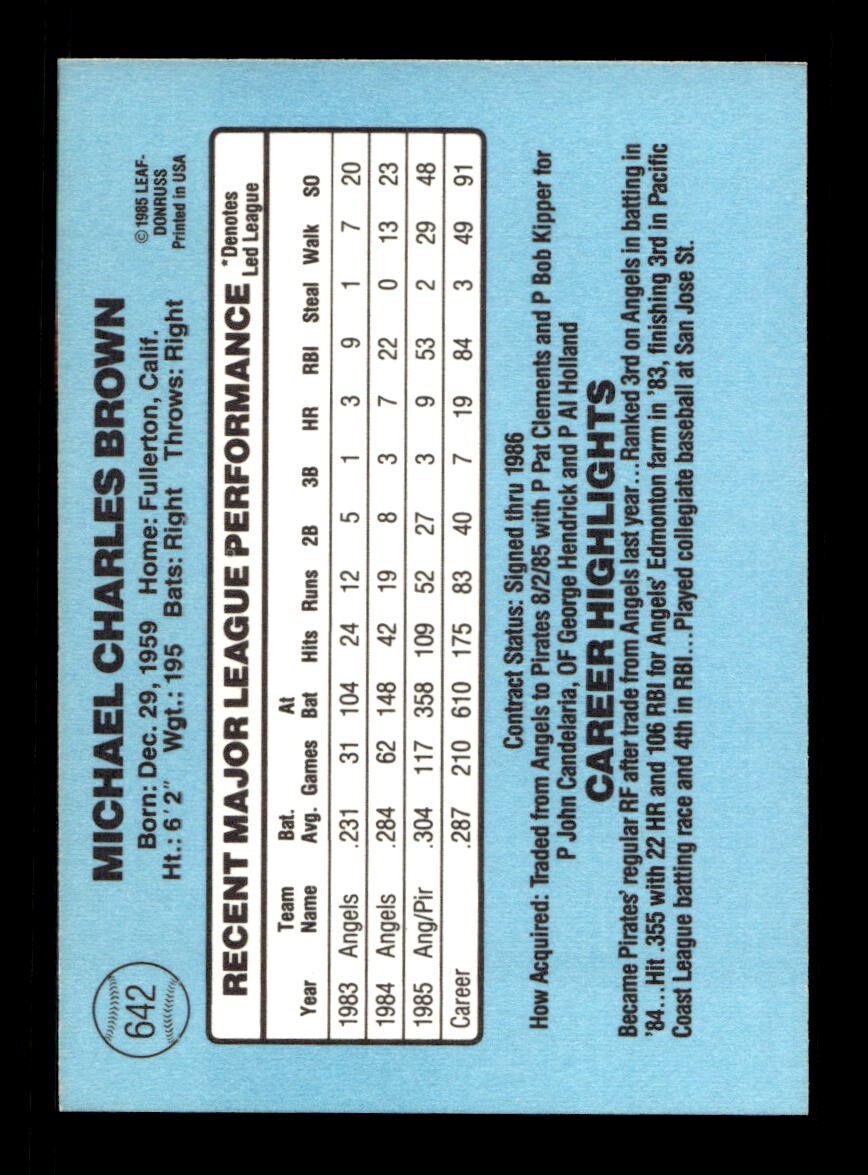 642
MICHAEL CHARLES BROWN
Born: Dec. 29, 1959 Home: Fullerton, Calif.
Ht.: 6'2" Wgt.: 195 Bats: Right Throws: Right
© 1985 LEAF-
DONRUSS
Printed in USA
RECENT MAJOR LEAGUE PERFORMANCE
*Denotes
Led League
Year Team Name Bat. Avg. Games At Bat Hits Runs 2B 3B HR RBI Steal Walk SO
1983 Angels .231 31 104 24 12 5 1 3 9 1 7 20
1984 Angels .284 62 148 42 19 8 3 7 22 0 13 23
1985 Ang/Pir .304 117 358 109 52 27 3 9 53 2 29 48
Career .287 210 610 175 83 40 7 19 84 3 49 91
Contract Status: Signed thru 1986
How Acquired: Traded from Angels to Pirates 8/2/85 with P Pat Clements and P Bob Kipper for
P John Candelaria, OF George Hendrick and P Al Holland
CAREER HIGHLIGHTS
Became Pirates' regular RF after trade from Angels last year...Ranked 3rd on Angels in batting in
'84...Hit .355 with 22 HR and 106 RBI for Angels' Edmonton farm in '83, finishing 3rd in Pacific
Coast League batting race and 4th in RBI...Played collegiate baseball at San Jose St.